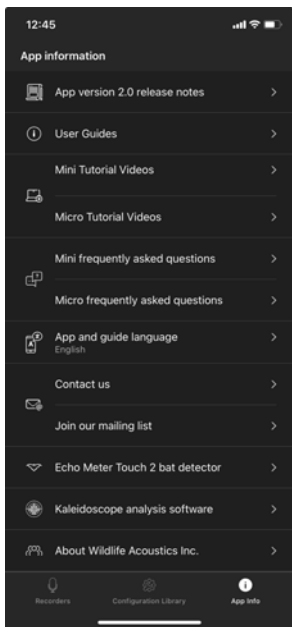 12:45
App information
App version 2.0 release notes
User Guides
Mini Tutorial Videos
Micro Tutorial Videos
Mini frequently asked questions
Micro frequently asked questions
App and guide language
English
Contact us
Join our mailing list
Echo Meter Touch 2 bat detector
Kaleidoscope analysis software
About Wildlife Acoustics Inc.
Recorders
Configuration Library
App Info